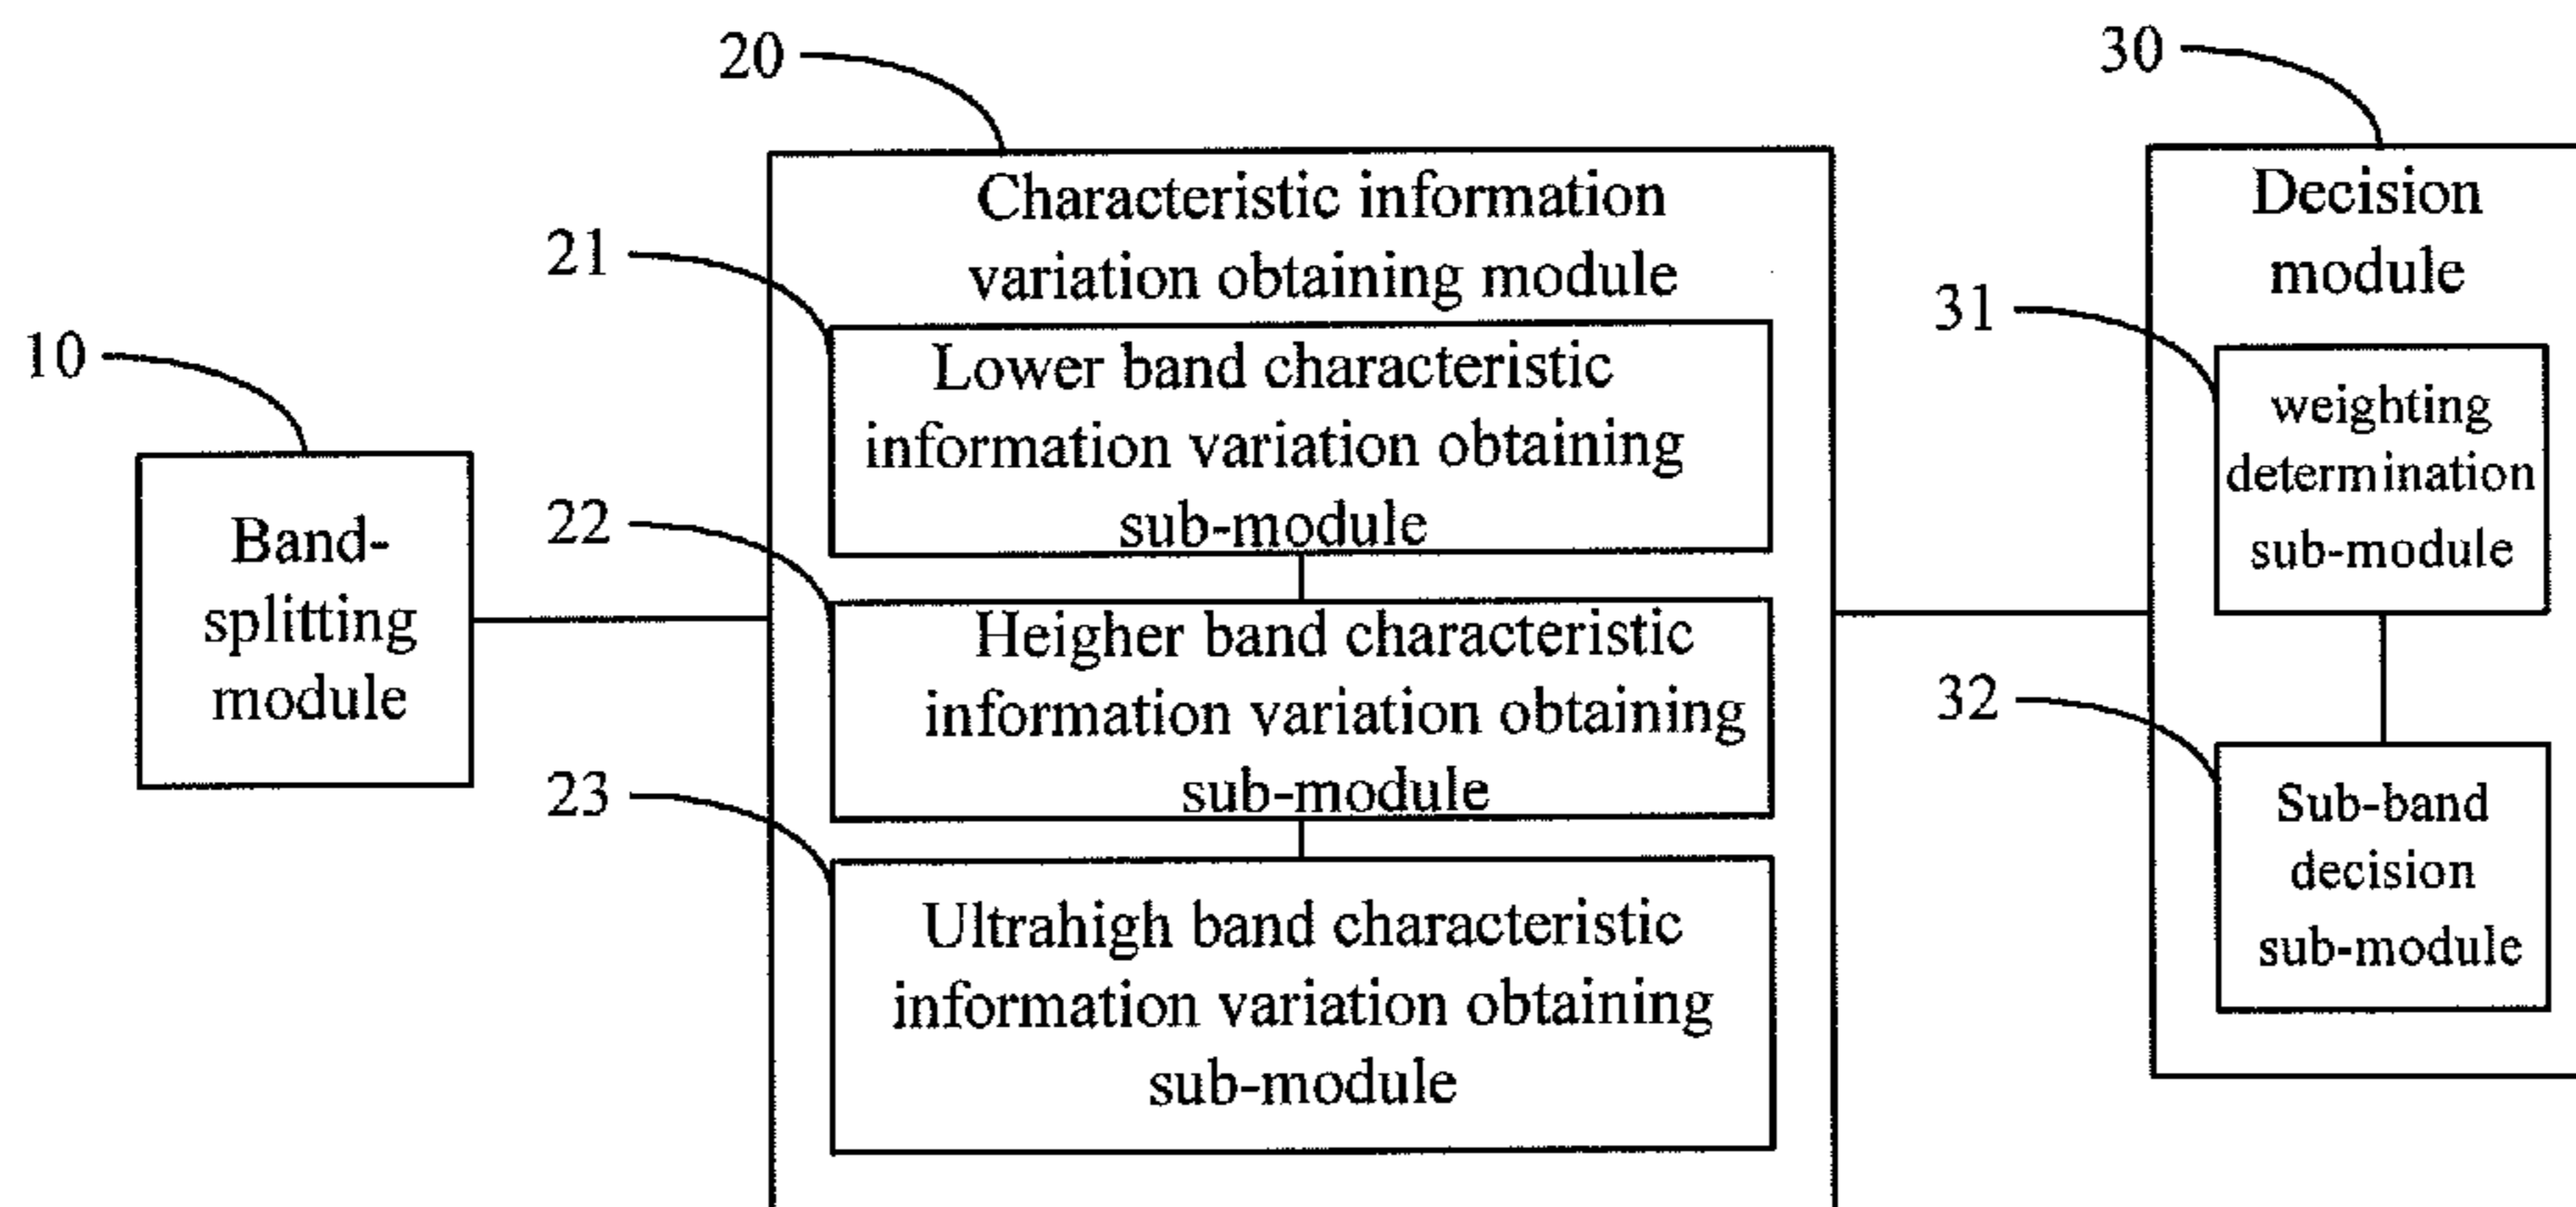 20
30
Characteristic information
variation obtaining module
Decision
module
21
31
10
Lower band characteristic
information variation obtaining
sub-module
weighting
determination
sub-module
22
Band-
splitting
module
Heigher band characteristic
information variation obtaining
sub-module
32
23
Sub-band
decision
sub-module
Ultrahigh band characteristic
information variation obtaining
sub-module